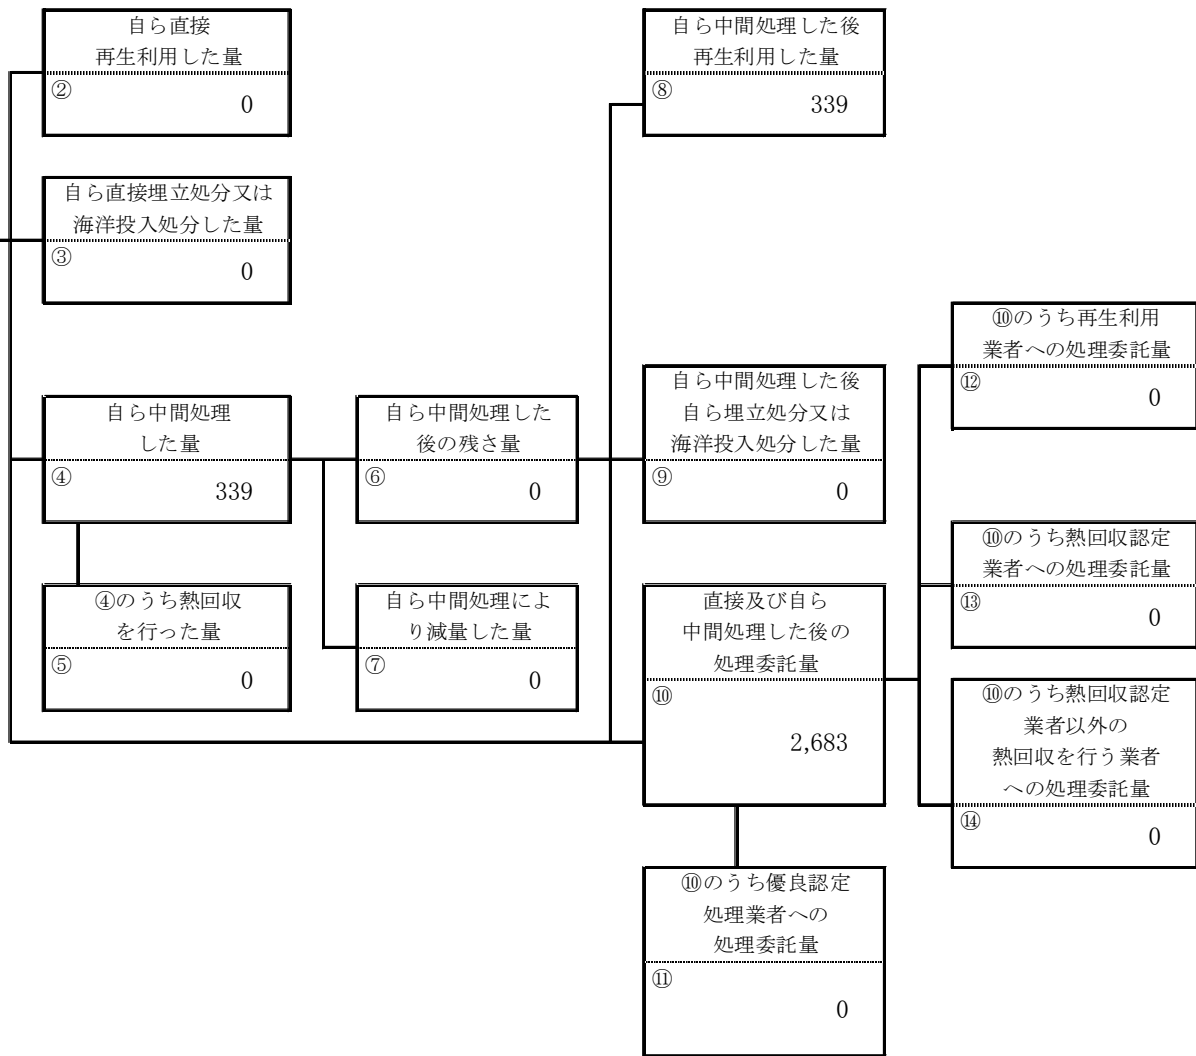 自ら直接
再生利用した量
②
0
自ら中間処理した後
再生利用した量
⑧
339
自ら直接埋立処分又は
海洋投入処分した量
③
0
⑩のうち再生利用
業者への処理委託量
⑫
0
自ら中間処理
した量
④
339
自ら中間処理した
後の残さ量
⑥
0
自ら中間処理した後
自ら埋立処分又は
海洋投入処分した量
⑨
0
⑩のうち熱回収認定
業者への処理委託量
⑬
0
④のうち熱回収
を行った量
⑤
0
自ら中間処理によ
り減量した量
⑦
0
直接及び自ら
中間処理した後の
処理委託量
⑩
2,683
⑩のうち熱回収認定
業者以外の
熱回収を行う業者
への処理委託量
⑭
0
⑩のうち優良認定
処理業者への
処理委託量
⑪
0